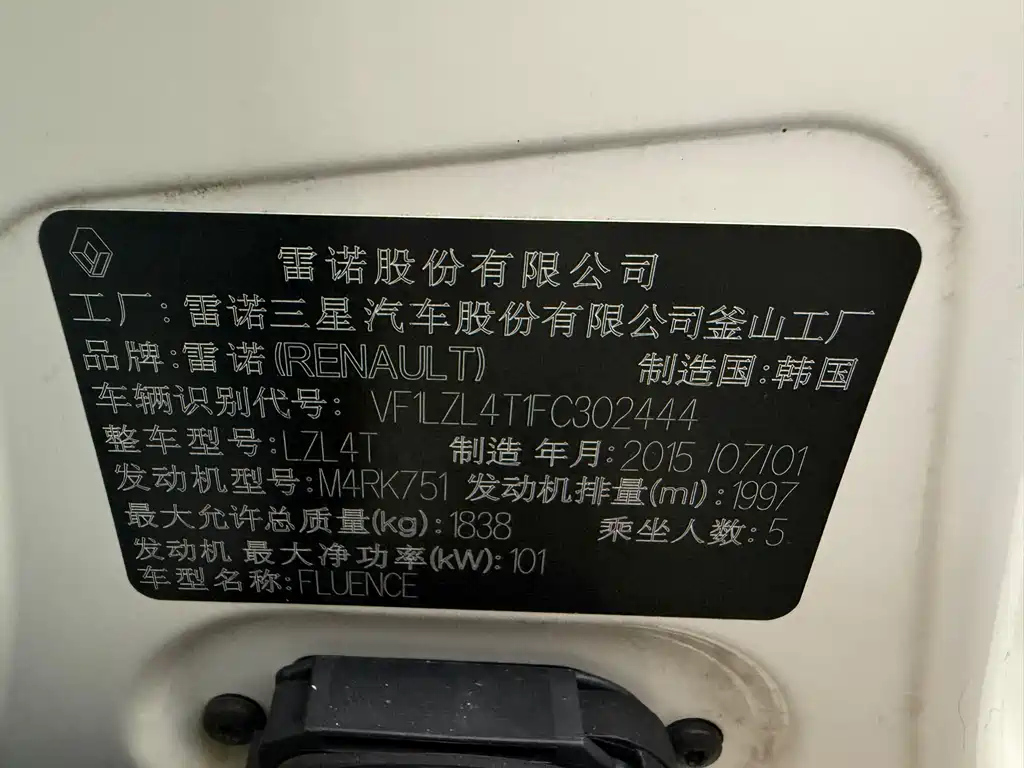 雷诺股份有限公司
工厂：雷诺三星汽车股份有限公司釜山工厂
品牌：雷诺(RENAULT) 制造国：韩国
车辆识别代号：VF1LZL4T1FC302444
整车型号：LZL4T 制造年月：2015/07/01
发动机型号：M4RK751 发动机排量(ml)：1997
最大允许总质量(kg)：1838 乘坐人数：5
发动机最大净功率(kW)：101
车型名称：FLUENCE